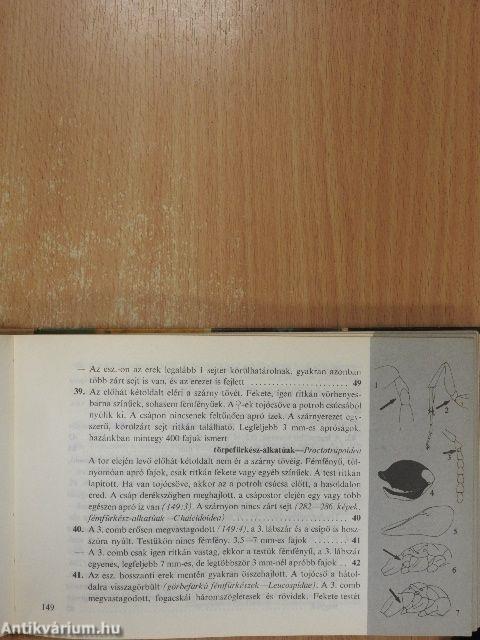 — Az esz.-on az erek legalább 1 sejtet körülhatárolnak, gyakran azonban
több zárt sejt is van, és az erezet is fejlett . . . . . . . . . . . . . . . . . . . . . . . 49
39. Az előhát kétoldalt eléri a szárny tövét. Fekete, igen ritkán vörhenyes-
barna színűek, sohasem fémfényűek. A ♀-ek tojócsöve a potroh csúcsából
nyúlik ki. A csápon nincsenek feltűnően apró ízek. A szárnyerezet egy-
szerű, körülzárt sejt ritkán található. Legfeljebb 3 mm-es apróságok,
hazánkban mintegy 400 fajuk ismert
törpefürkész-alkatúak—Proctotrupoidea
— A tor elején levő előhát kétoldalt nem ér a szárny tövéig. Fémfényű, túl-
nyomóan apró fajok, csak ritkán fekete vagy egyéb színűek. A test ritkán
lapított. Ha van tojócsöve, akkor az a potroh csúcsa előtt, a hasoldalon
ered. A csáp derékszögben meghajlott, a csápostor elején egy vagy több
egészen apró íz van (149:3). A szárnyon nincs zárt sejt (282—286. képek,
fémfürkész-alkatúak—Chalcidoidea) . . . . . . . . . . . . . . . . . . 40
40. A 3. comb erősen megvastagodott (149:4), a 3. lábszár és a csípő is hosz-
szúra nyúlt. Testükön nincs fémfény. 3,5—7 mm-es fajok . . . . . . . . 41
— A 3. comb csak igen ritkán vastag, ekkor a testük fémfényű, a 3. lábszár
egyenes, legfeljebb 7 mm-es, de legtöbbször 3 mm-nél apróbb fajok . . 42
41. Az esz. hosszanti erek mentén gyakran összehajlott. A tojócső a hátol-
dalra visszagörbült (görbefarkú fémfürkészek—Leucospidae). A 3. comb
megvastagodott, fogacskái háromszögletesek és rövidek. Fekete testét
149
1
2
3
4
5
6
7
Antikvárium.hu